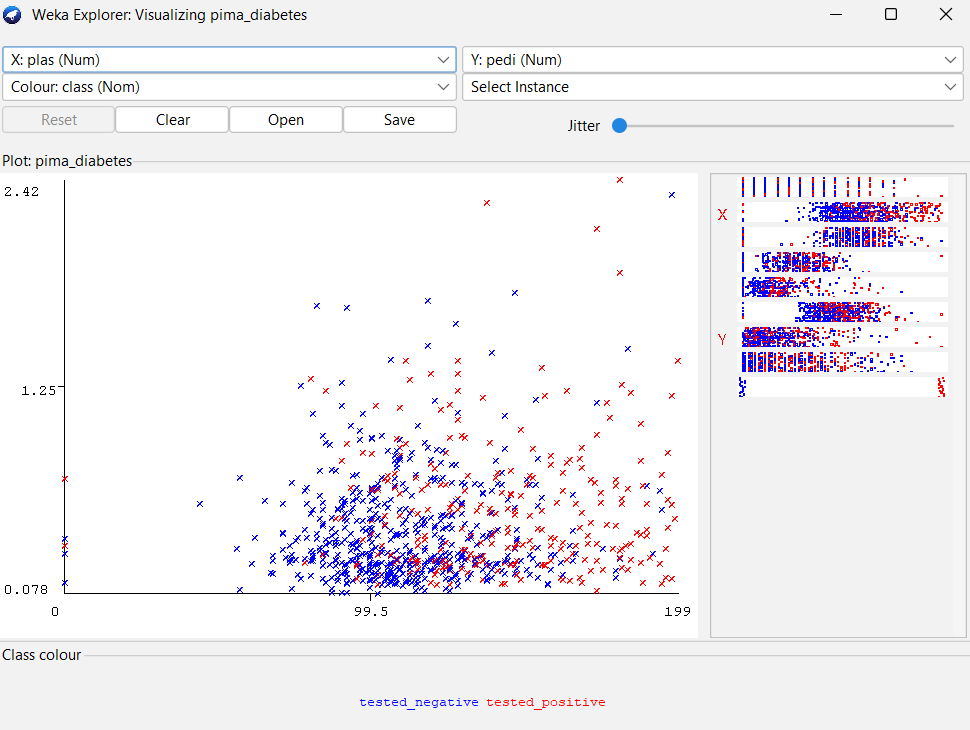 Weka Explorer: Visualizing pima_diabetes
X: plas (Num) Y: pedi (Num)
Colour: class (Nom) Select Instance
Reset Clear Open Save Jitter
Plot: pima_diabetes
2.42
1.25
0.078
0 99.5 199
X
Y
Class colour
tested_negative tested_positive